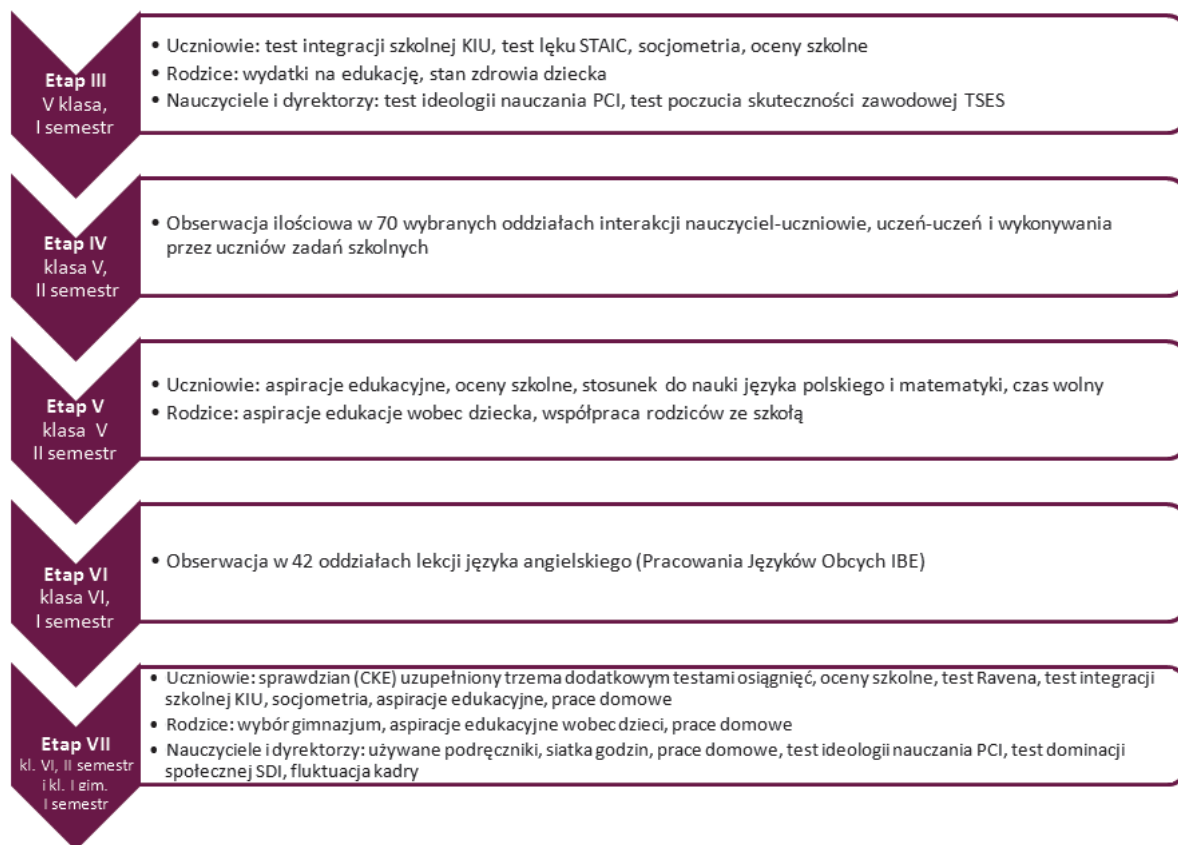 Etap III
V klasa,
I semestr
• Uczniowie: test integracji szkolnej KIU, test lęku STAIC, socjometria, oceny szkolne
• Rodzice: wydatki na edukację, stan zdrowia dziecka
• Nauczyciele i dyrektorzy: test ideologii nauczania PCI, test poczucia skuteczności zawodowej TSES
Etap IV
klasa V,
II semestr
• Obserwacja ilościowa w 70 wybranych oddziałach interakcji nauczyciel-uczniowie, uczeń-uczeń i wykonywania
przez uczniów zadań szkolnych
Etap V
klasa V
II semestr
• Uczniowie: aspiracje edukacyjne, oceny szkolne, stosunek do nauki języka polskiego i matematyki, czas wolny
• Rodzice: aspiracje edukacje wobec dziecka, współpraca rodziców ze szkołą
Etap VI
klasa VI,
I semestr
• Obserwacja w 42 oddziałach lekcji języka angielskiego (Pracowania Języków Obcych IBE)
Etap VII
kl. VI, II semestr
i kl. I gim.
I semestr
• Uczniowie: sprawdzian (CKE) uzupełniony trzema dodatkowym testami osiągnięć, oceny szkolne, test Ravena, test integracji
szkolnej KIU, socjometria, aspiracje edukacyjne, prace domowe
• Rodzice: wybór gimnazjum, aspiracje edukacyjne wobec dzieci, prace domowe
• Nauczyciele i dyrektorzy: używane podręczniki, siatka godzin, prace domowe, test ideologii nauczania PCI, test dominacji
społecznej SDI, fluktuacja kadry